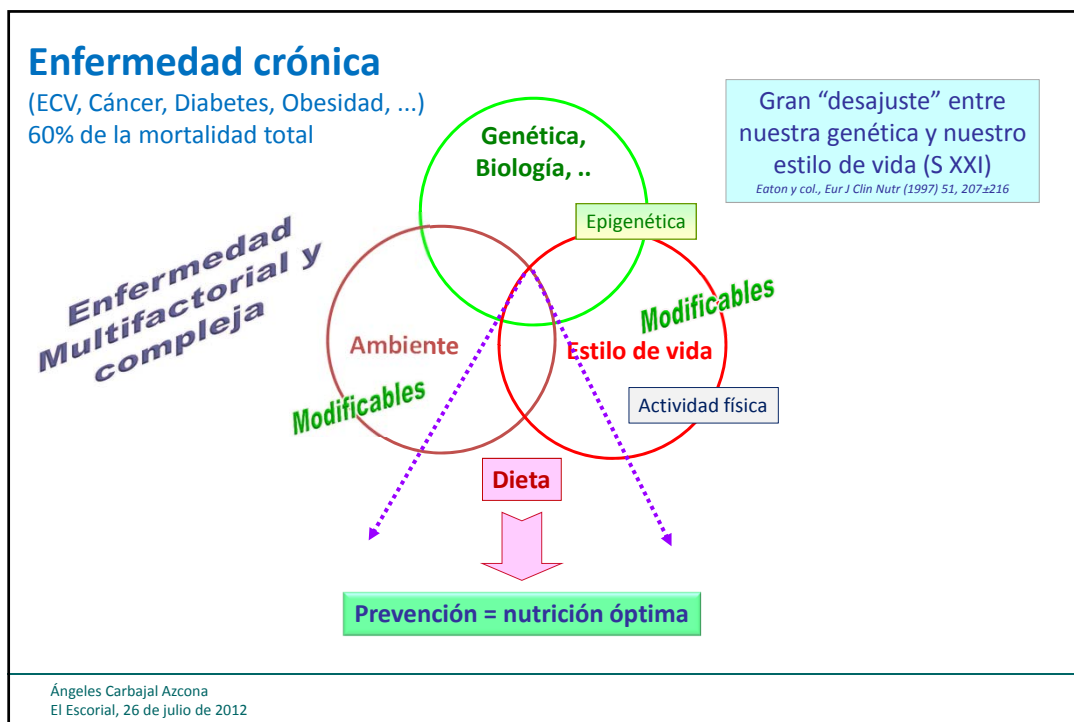 Enfermedad crónica
(ECV, Cáncer, Diabetes, Obesidad, ...)
60% de la mortalidad total
Gran “desajuste” entre
nuestra genética y nuestro
estilo de vida (S XXI)
Eaton y col., Eur J Clin Nutr (1997) 51, 207±216
Genética,
Biología, ..
Epigenética
Enfermedad
Multifactorial y
compleja
Modificables
Ambiente
Estilo de vida
Modificables
Actividad física
Dieta
Prevención = nutrición óptima
Ángeles Carbajal Azcona
El Escorial, 26 de julio de 2012